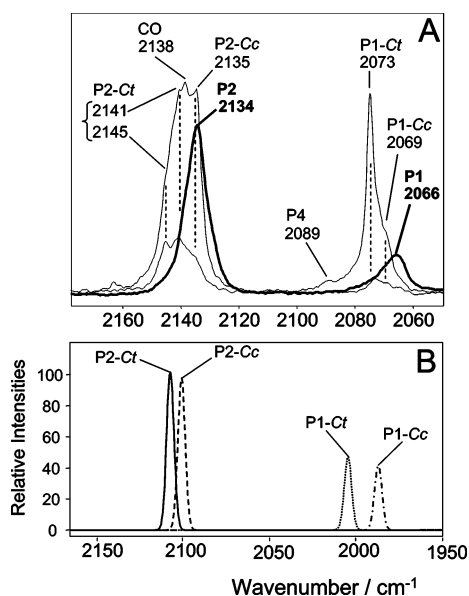 A
CO
2138
P2-Cc
2135
P1-Ct
2073
P2-Ct
2141
2145
P2
2134
P1-Cc
2069
P1
2066
P4
2089
2160 2140 2120 2100 2080 2060
B
P2-Ct P2-Cc
P1-Ct P1-Cc
Relative Intensities
100
80
60
40
20
0
2150 2100 2050 2000 1950
Wavenumber / cm⁻¹